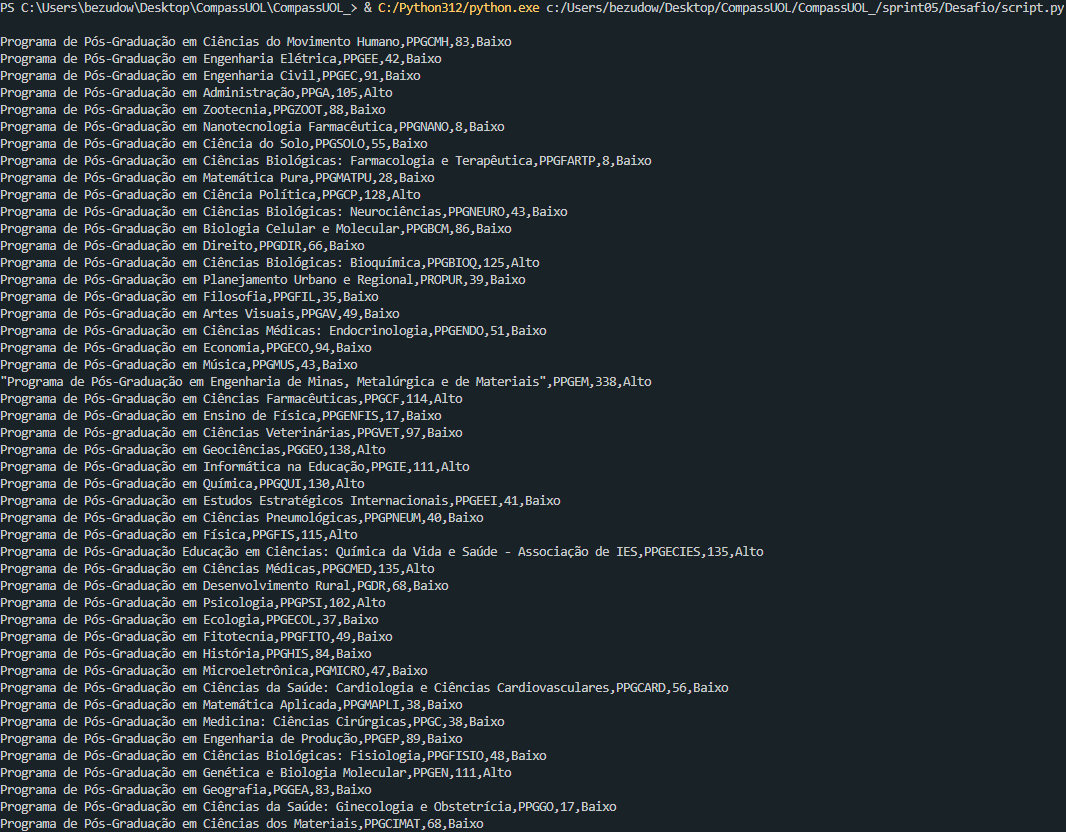 PS C:\Users\bezudow\Desktop\CompassUOL\CompassUOL_> & C:/Python312/python.exe c:/Users/bezudow/Desktop/CompassUOL/CompassUOL_/sprint05/Desafio/script.py
Programa de Pós-Graduação em Ciências do Movimento Humano,PPGCMH,83,Baixo
Programa de Pós-Graduação em Engenharia Elétrica,PPGEE,42,Baixo
Programa de Pós-Graduação em Engenharia Civil,PPGEC,91,Baixo
Programa de Pós-Graduação em Administração,PPGA,105,Alto
Programa de Pós-Graduação em Zootecnia,PPGZOOT,88,Baixo
Programa de Pós-Graduação em Nanotecnologia Farmacêutica,PPGNANO,8,Baixo
Programa de Pós-Graduação em Ciência do Solo,PPGSOLO,55,Baixo
Programa de Pós-Graduação em Ciências Biológicas: Farmacologia e Terapêutica,PPGFARTP,8,Baixo
Programa de Pós-Graduação em Matemática Pura,PPGMATPU,28,Baixo
Programa de Pós-Graduação em Ciência Política,PPGCP,128,Alto
Programa de Pós-Graduação em Ciências Biológicas: Neurociências,PPGNEURO,43,Baixo
Programa de Pós-Graduação em Biologia Celular e Molecular,PPGBCM,86,Baixo
Programa de Pós-Graduação em Direito,PPGDIR,66,Baixo
Programa de Pós-Graduação em Ciências Biológicas: Bioquímica,PPGBIOQ,125,Alto
Programa de Pós-Graduação em Planejamento Urbano e Regional,PROPUR,39,Baixo
Programa de Pós-Graduação em Filosofia,PPGFIL,35,Baixo
Programa de Pós-Graduação em Artes Visuais,PPGAV,49,Baixo
Programa de Pós-Graduação em Ciências Médicas: Endocrinologia,PPGENDO,51,Baixo
Programa de Pós-Graduação em Economia,PPGECO,94,Baixo
Programa de Pós-Graduação em Música,PPGMUS,43,Baixo
"Programa de Pós-Graduação em Engenharia de Minas, Metalúrgica e de Materiais",PPGEM,338,Alto
Programa de Pós-Graduação em Ciências Farmacêuticas,PPGCF,114,Alto
Programa de Pós-Graduação em Ensino de Física,PPGENFIS,17,Baixo
Programa de Pós-graduação em Ciências Veterinárias,PPGVET,97,Baixo
Programa de Pós-Graduação em Geociências,PGGEO,138,Alto
Programa de Pós-Graduação em Informática na Educação,PPGIE,111,Alto
Programa de Pós-Graduação em Química,PPGQUI,130,Alto
Programa de Pós-Graduação em Estudos Estratégicos Internacionais,PPGEEI,41,Baixo
Programa de Pós-Graduação em Ciências Pneumológicas,PPGPNEUM,40,Baixo
Programa de Pós-Graduação em Física,PPGFIS,115,Alto
Programa de Pós-Graduação Educação em Ciências: Química da Vida e Saúde - Associação de IES,PPGECIES,135,Alto
Programa de Pós-Graduação em Ciências Médicas,PPGCMED,135,Alto
Programa de Pós-Graduação em Desenvolvimento Rural,PGDR,68,Baixo
Programa de Pós-Graduação em Psicologia,PPGPSI,102,Alto
Programa de Pós-Graduação em Ecologia,PPGECOL,37,Baixo
Programa de Pós-Graduação em Fitotecnia,PPGFITO,49,Baixo
Programa de Pós-Graduação em História,PPGHIS,84,Baixo
Programa de Pós-Graduação em Microeletrônica,PGMICRO,47,Baixo
Programa de Pós-Graduação em Ciências da Saúde: Cardiologia e Ciências Cardiovasculares,PPGCARD,56,Baixo
Programa de Pós-Graduação em Matemática Aplicada,PPGMAPLI,38,Baixo
Programa de Pós-Graduação em Medicina: Ciências Cirúrgicas,PPGC,38,Baixo
Programa de Pós-Graduação em Engenharia de Produção,PPGEP,89,Baixo
Programa de Pós-Graduação em Ciências Biológicas: Fisiologia,PPGFISIO,48,Baixo
Programa de Pós-Graduação em Genética e Biologia Molecular,PPGEN,111,Alto
Programa de Pós-Graduação em Geografia,PGGEA,83,Baixo
Programa de Pós-Graduação em Ciências da Saúde: Ginecologia e Obstetrícia,PPGGO,17,Baixo
Programa de Pós-Graduação em Ciências dos Materiais,PPGCIMAT,68,Baixo